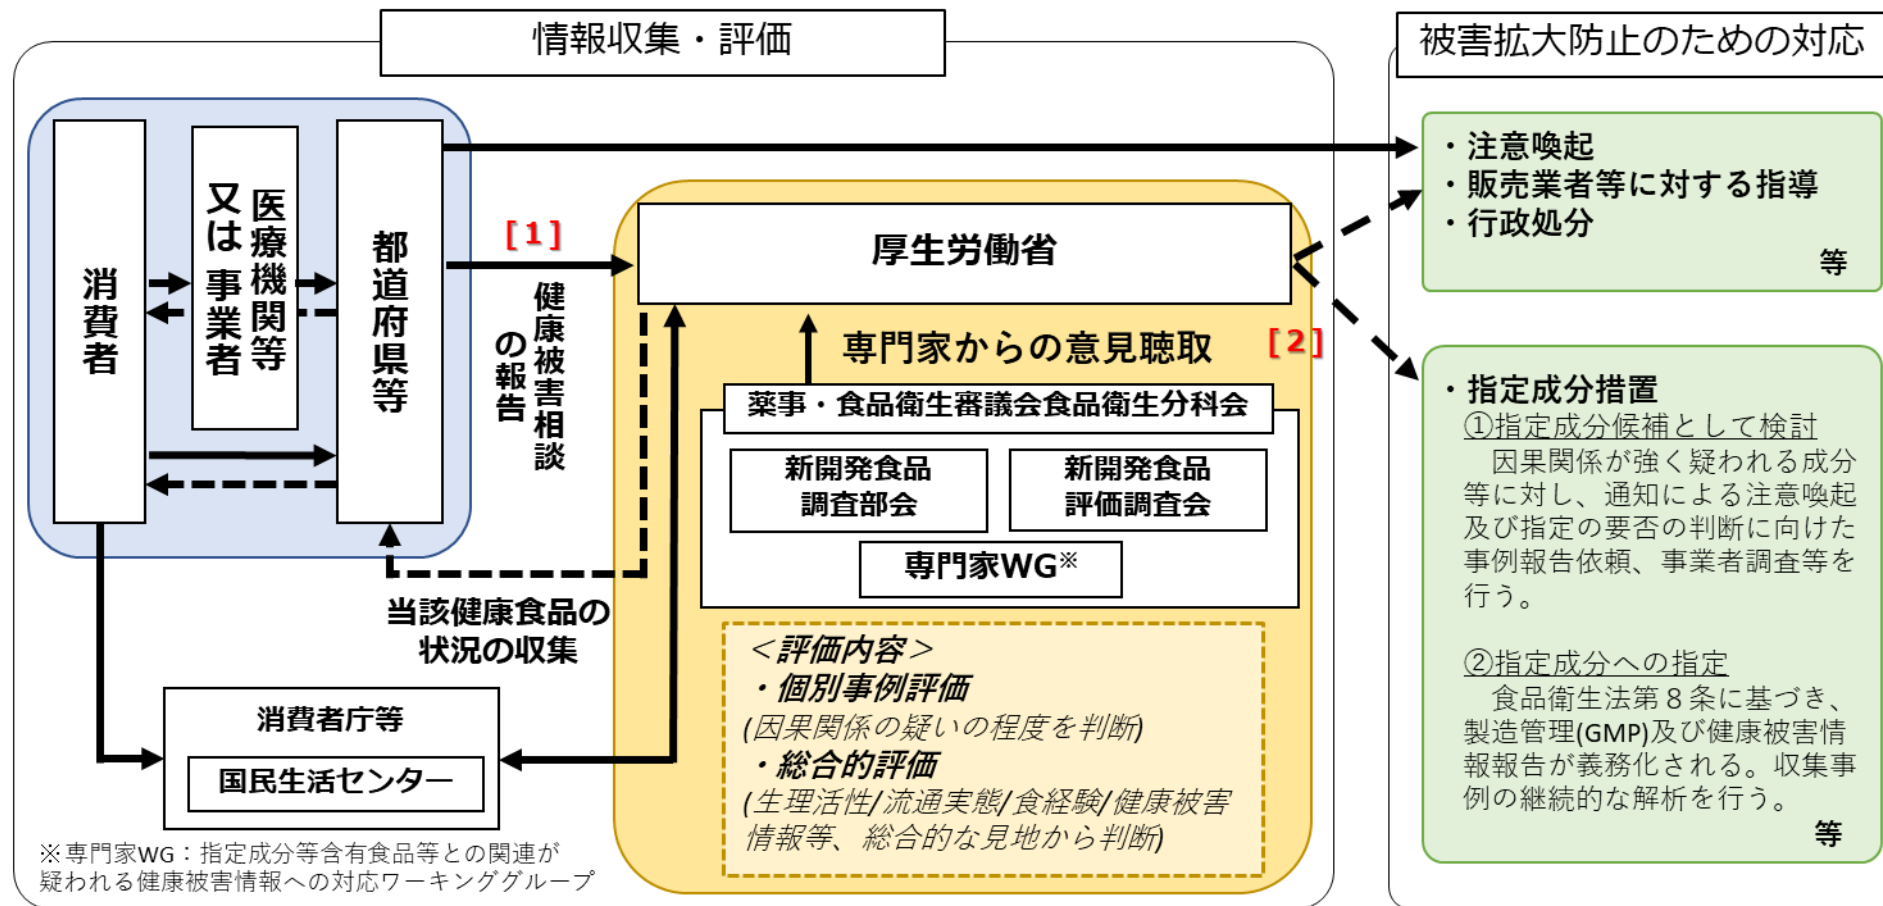 情報収集・評価
被害拡大防止のための対応
消費者
医療機関等
又は事業者
都道府県等
[1]
健康被害相談
の報告
厚生労働省
専門家からの意見聴取
[2]
薬事・食品衛生審議会食品衛生分科会
新開発食品
調査部会
新開発食品
評価調査会
専門家WG※
当該健康食品の
状況の収集
<評価内容>
・個別事例評価
(因果関係の疑いの程度を判断)
・総合的評価
(生理活性/流通実態/食経験/健康被害
情報等、総合的な見地から判断)
消費者庁等
国民生活センター
※専門家WG：指定成分等含有食品等との関連が
疑われる健康被害情報への対応ワーキンググループ
・注意喚起
・販売業者等に対する指導
・行政処分
等
・指定成分措置
①指定成分候補として検討
因果関係が強く疑われる成分
等に対し、通知による注意喚起
及び指定の要否の判断に向けた
事例報告依頼、事業者調査等を
行う。
②指定成分への指定
食品衛生法第８条に基づき、
製造管理(GMP)及び健康被害情
報報告が義務化される。収集事
例の継続的な解析を行う。
等